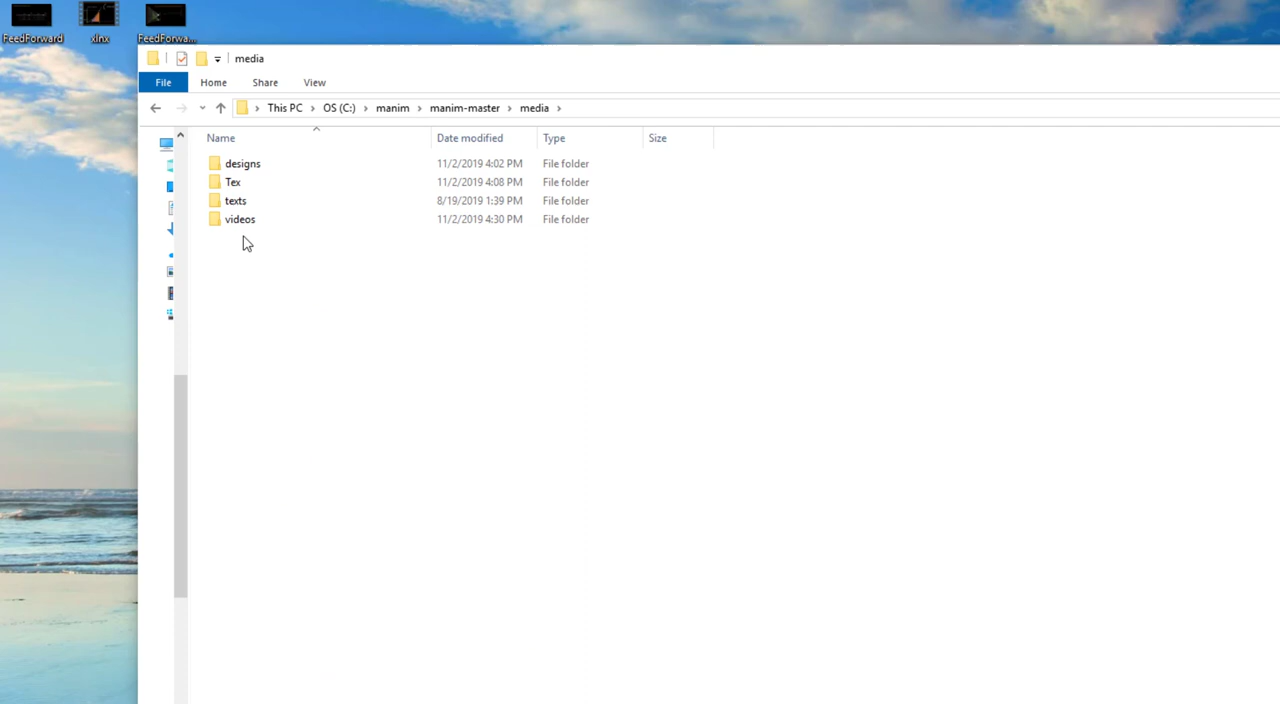 FeedForward
xlnx
FeedForwa...
media
File
Home
Share
View
This PC
OS (C:)
manim
manim-master
media
Name
Date modified
Type
Size
designs
11/2/2019 4:02 PM
File folder
Tex
11/2/2019 4:08 PM
File folder
texts
8/19/2019 1:39 PM
File folder
videos
11/2/2019 4:30 PM
File folder